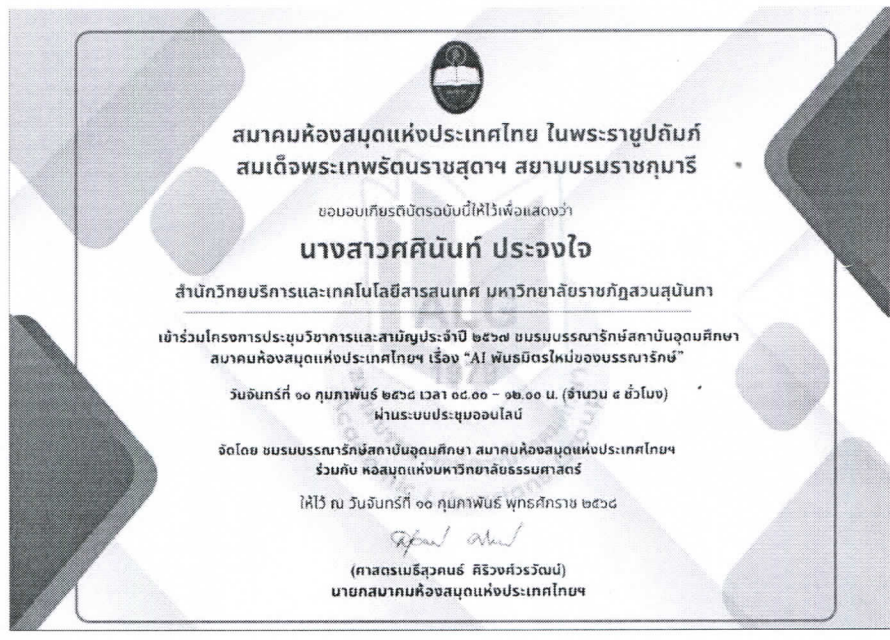 สมาคมห้องสมุดแห่งประเทศไทย ในพระราชูปถัมภ์
สมเด็จพระเทพรัตนราชสุดาฯ สยามบรมราชกุมารี
ขอมอบเกียรติบัตรฉบับนี้ให้ไว้เพื่อแสดงว่า
นางสาวศศินันท์ ประจงใจ
สำนักวิทยบริการและเทคโนโลยีสารสนเทศ มหาวิทยาลัยราชภัฏสวนสุนันทา
เข้าร่วมโครงการประชุมวิชาการและสามัญประจำปี ๒๕๖๗ ชมรมบรรณารักษ์สถาบันอุดมศึกษา
สมาคมห้องสมุดแห่งประเทศไทยฯ เรื่อง “AI พันธมิตรใหม่ของบรรณารักษ์”
วันจันทร์ที่ ๑๐ กุมภาพันธ์ ๒๕๖๘ เวลา ๐๘.๐๐ – ๑๒.๐๐ น. (จำนวน ๔ ชั่วโมง)
ผ่านระบบประชุมออนไลน์
จัดโดย ชมรมบรรณารักษ์สถาบันอุดมศึกษา สมาคมห้องสมุดแห่งประเทศไทยฯ
ร่วมกับ หอสมุดแห่งมหาวิทยาลัยธรรมศาสตร์
ให้ไว้ ณ วันจันทร์ที่ ๑๐ กุมภาพันธ์ พุทธศักราช ๒๕๖๘
(ศาสตรเมธีสุวคนธ์ ศิริวงศ์วรวัฒน์)
นายกสมาคมห้องสมุดแห่งประเทศไทยฯ